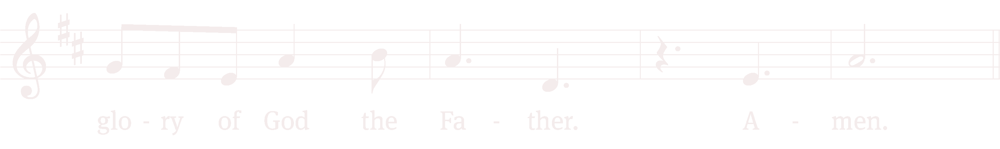 glo - ry of God the Fa - ther. A - men.